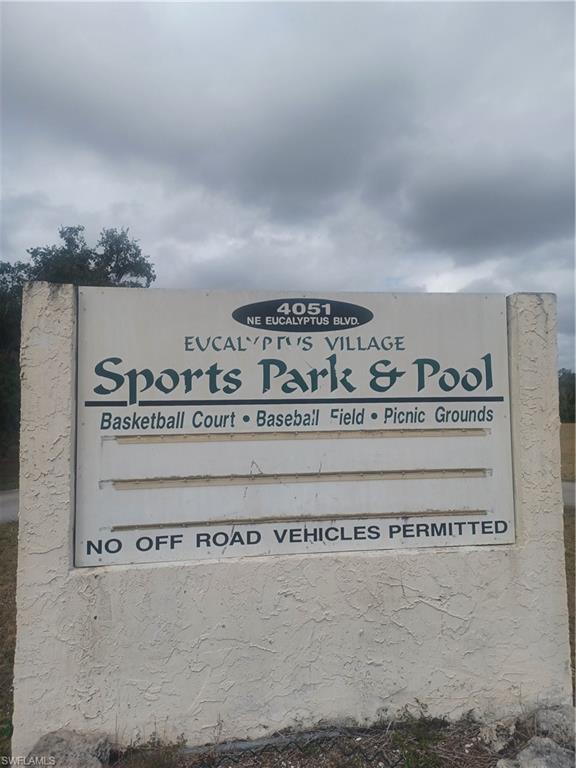 4051
NE EUCALYPTUS BLVD.
EUCALYPTUS VILLAGE
Sports Park & Pool
Basketball Court • Baseball Field • Picnic Grounds
NO OFF ROAD VEHICLES PERMITTED
SWFLAMLS